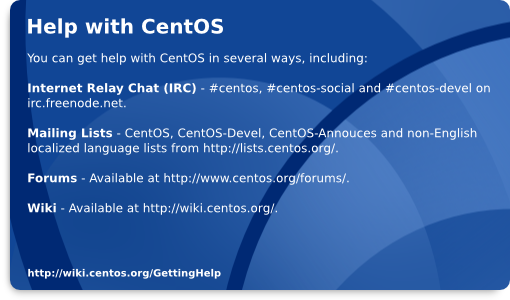 Help with CentOS
You can get help with CentOS in several ways, including:
Internet Relay Chat (IRC) - #centos, #centos-social and #centos-devel on
irc.freenode.net.
Mailing Lists - CentOS, CentOS-Devel, CentOS-Annouces and non-English
localized language lists from http://lists.centos.org/.
Forums - Available at http://www.centos.org/forums/.
Wiki - Available at http://wiki.centos.org/.
http://wiki.centos.org/GettingHelp